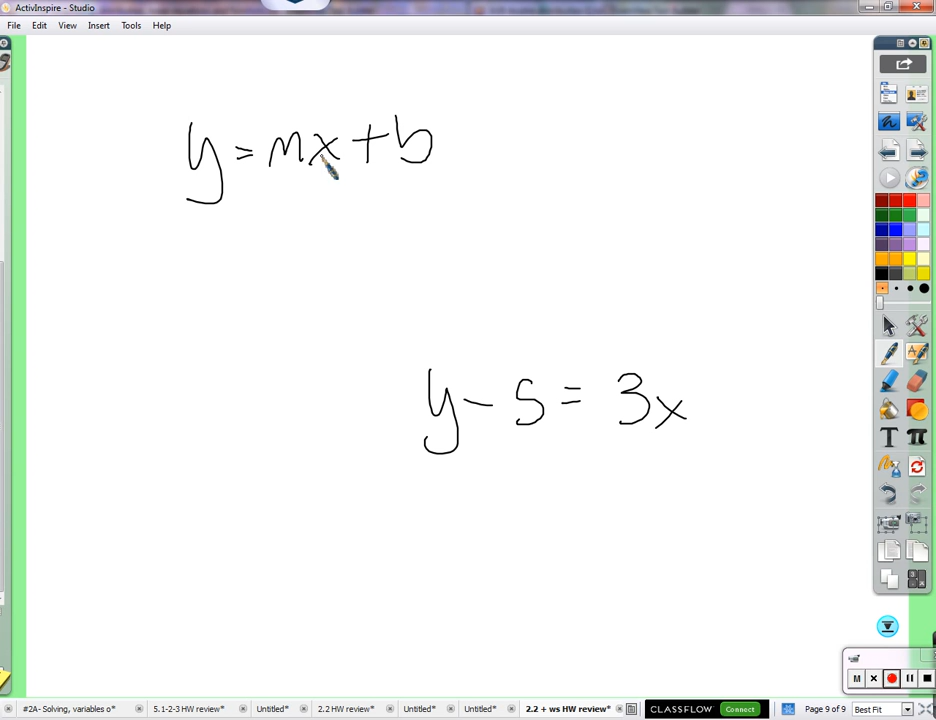 ActivInspire - Studio
File Edit View Insert Tools Help
y = mx + b
y - 5 = 3x
M
#2A- Solving, variables o* 5.1-2-3 HW review* Untitled* 2.2 HW review* Untitled* Untitled* 2.2 + ws HW review* CLASSFLOW Connect Page 9 of 9 Best Fit